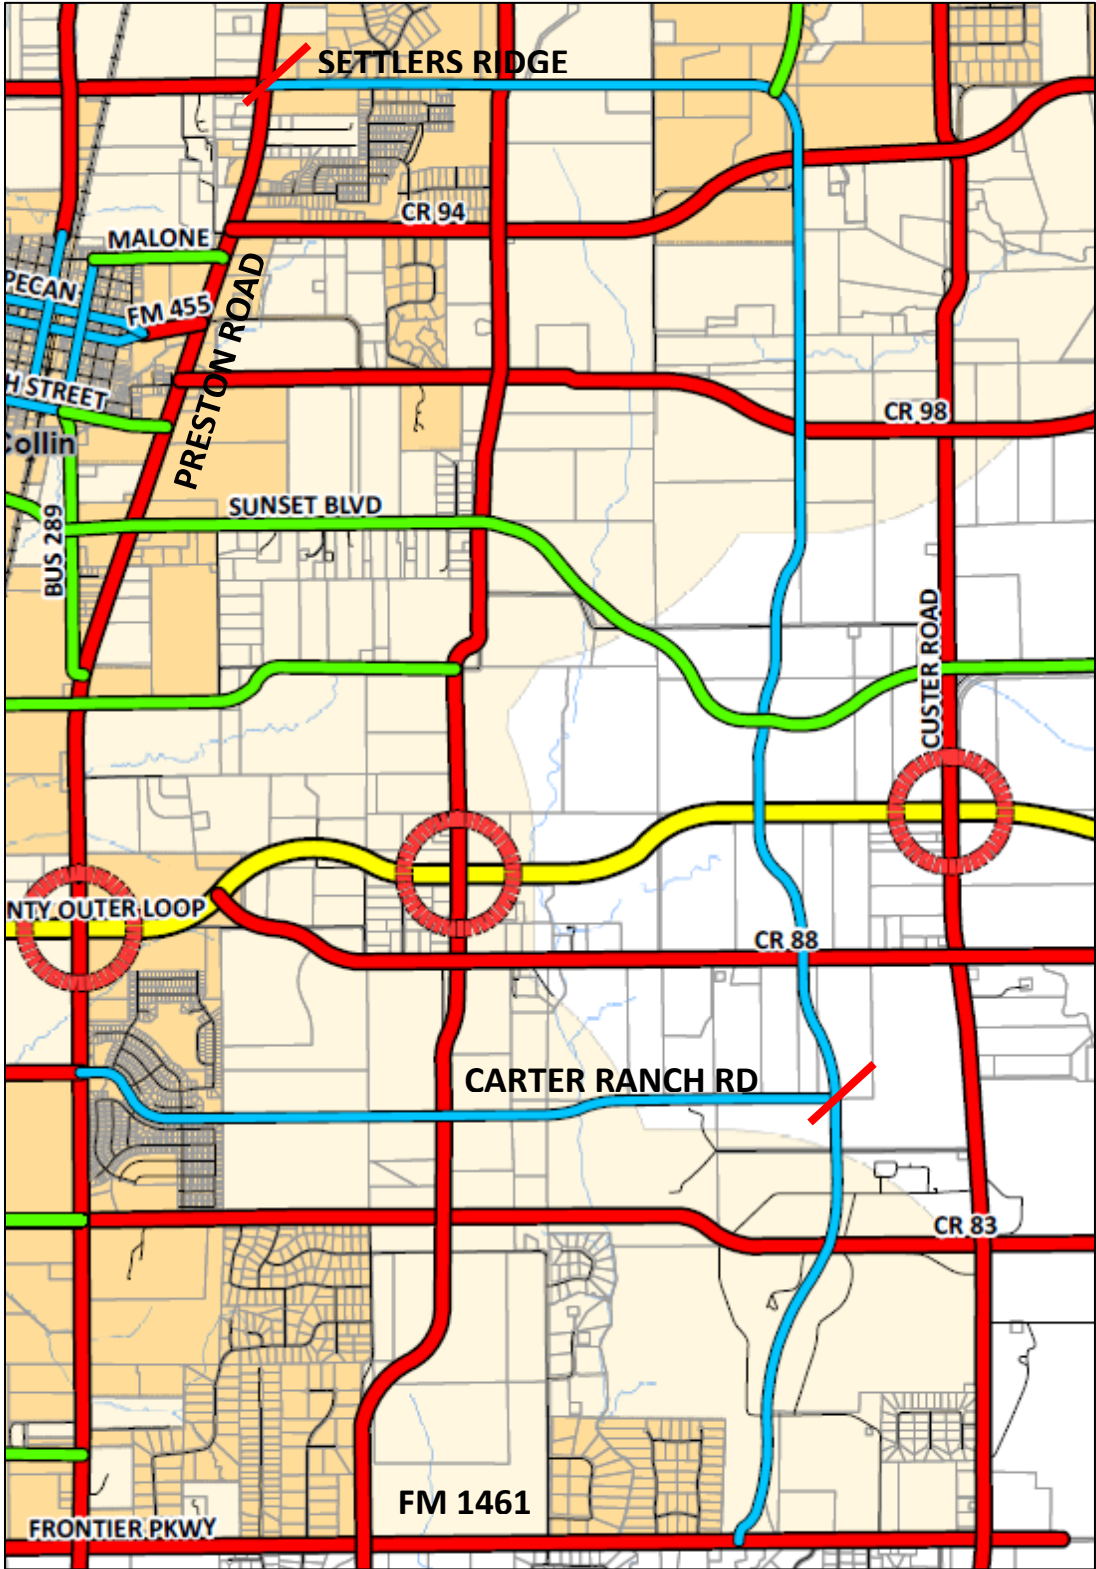 SETTLERS RIDGE
CR 94
MALONE
PECAN
FM 455
PRESTON ROAD
H STREET
CR 98
Collin
SUNSET BLVD
BUS 289
CUSTER ROAD
NTY OUTER LOOP
CR 88
CARTER RANCH RD
CR 83
FM 1461
FRONTIER PKWY